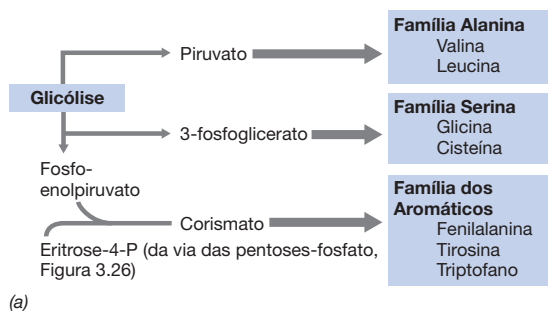 Glicólise
Piruvato
Família Alanina
Valina
Leucina
3-fosfoglicerato
Família Serina
Glicina
Cisteína
Fosfo-
enolpiruvato
Corismato
Eritrose-4-P (da via das pentoses-fosfato,
Figura 3.26)
Família dos
Aromáticos
Fenilalanina
Tirosina
Triptofano
(a)